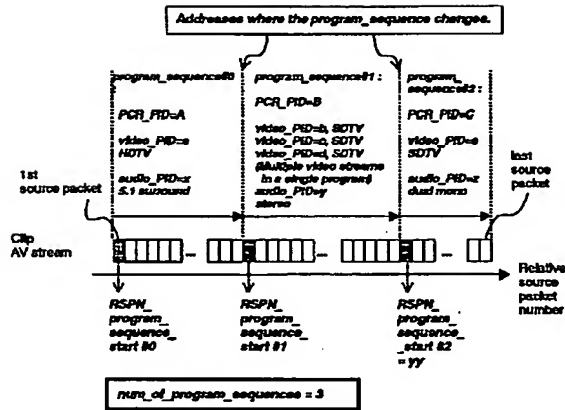 Addresses where the program_sequence changes.
program_sequence#0
:
PCR_PID=A
video_PID=a
HDTV
audio_PID=x
5.1 surround
program_sequence#1 :
PCR_PID=B
video_PID=b, SDTV
video_PID=c, SDTV
video_PID=d, SDTV
(Multiple video streams
in a single program)
audio_PID=y
stereo
program_
sequence#2 :
PCR_PID=C
video_PID=e
SDTV
audio_PID=z
dual mono
1st
source packet
last
source
packet
Clip
AV stream
...
...
...
Relative
source
packet
number
RSPN_
program_
sequence_
start #0
RSPN_
program_
sequence_
start #1
RSPN_
program_
sequence_
_start #2
= yy
num_of_program_sequences = 3